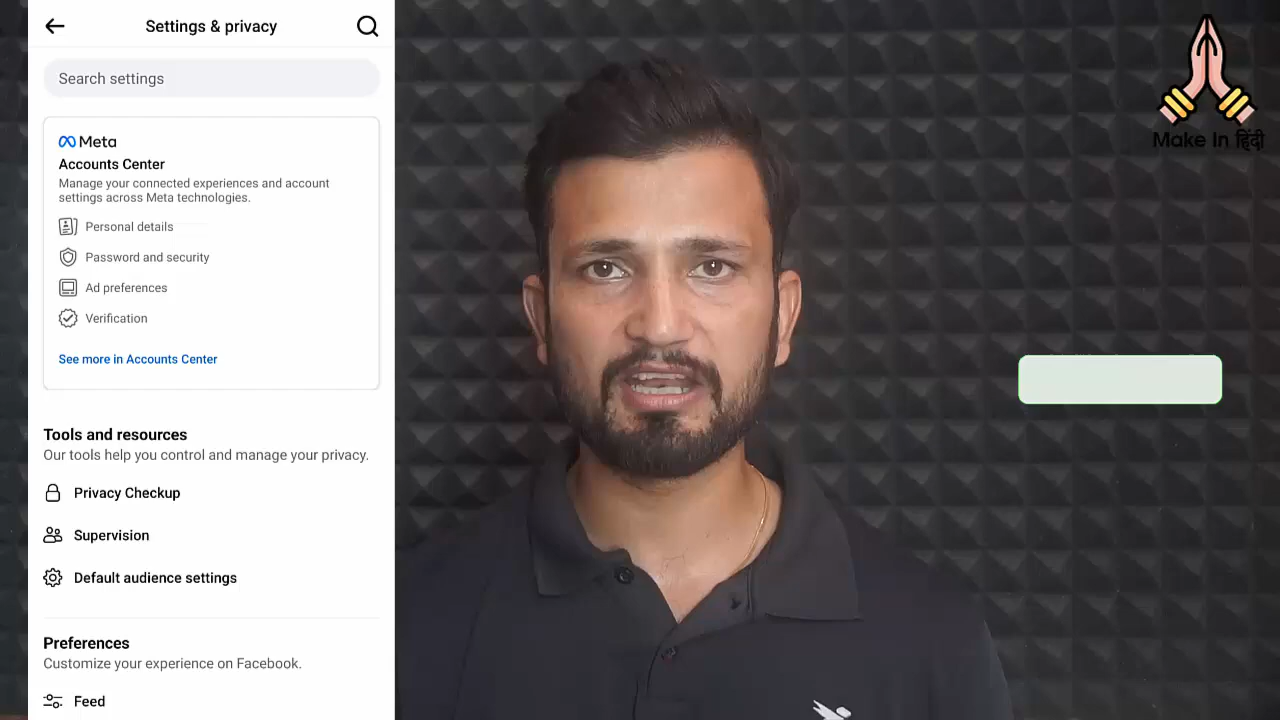 Settings & privacy
Search settings
Meta
Accounts Center
Manage your connected experiences and account
settings across Meta technologies.
Personal details
Password and security
Ad preferences
Verification
See more in Accounts Center
Tools and resources
Our tools help you control and manage your privacy.
Privacy Checkup
Supervision
Default audience settings
Preferences
Customize your experience on Facebook.
Feed
Make in हिंदी